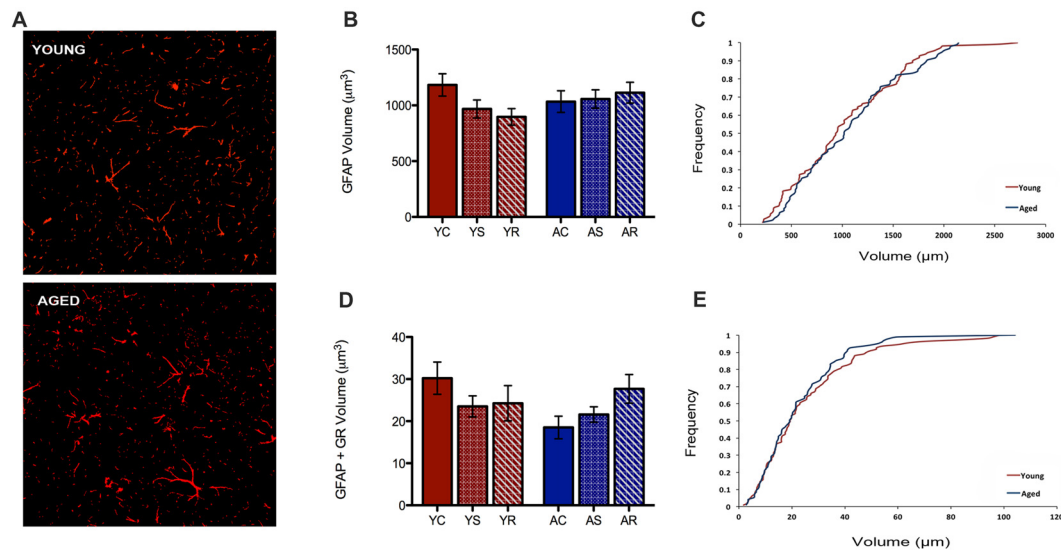 A
YOUNG
AGED
B
GFAP Volume (μm³)
1500
1000
500
0
YC YS YR AC AS AR
C
Frequency
1
0.9
0.8
0.7
0.6
0.5
0.4
0.3
0.2
0.1
0
0 500 1000 1500 2000 2500 3000
Volume (μm)
Young
Aged
D
GFAP + GR Volume (μm³)
40
30
20
10
0
YC YS YR AC AS AR
E
Frequency
1
0.9
0.8
0.7
0.6
0.5
0.4
0.3
0.2
0.1
0
0 20 40 60 80 100 120
Volume (μm)
Young
Aged